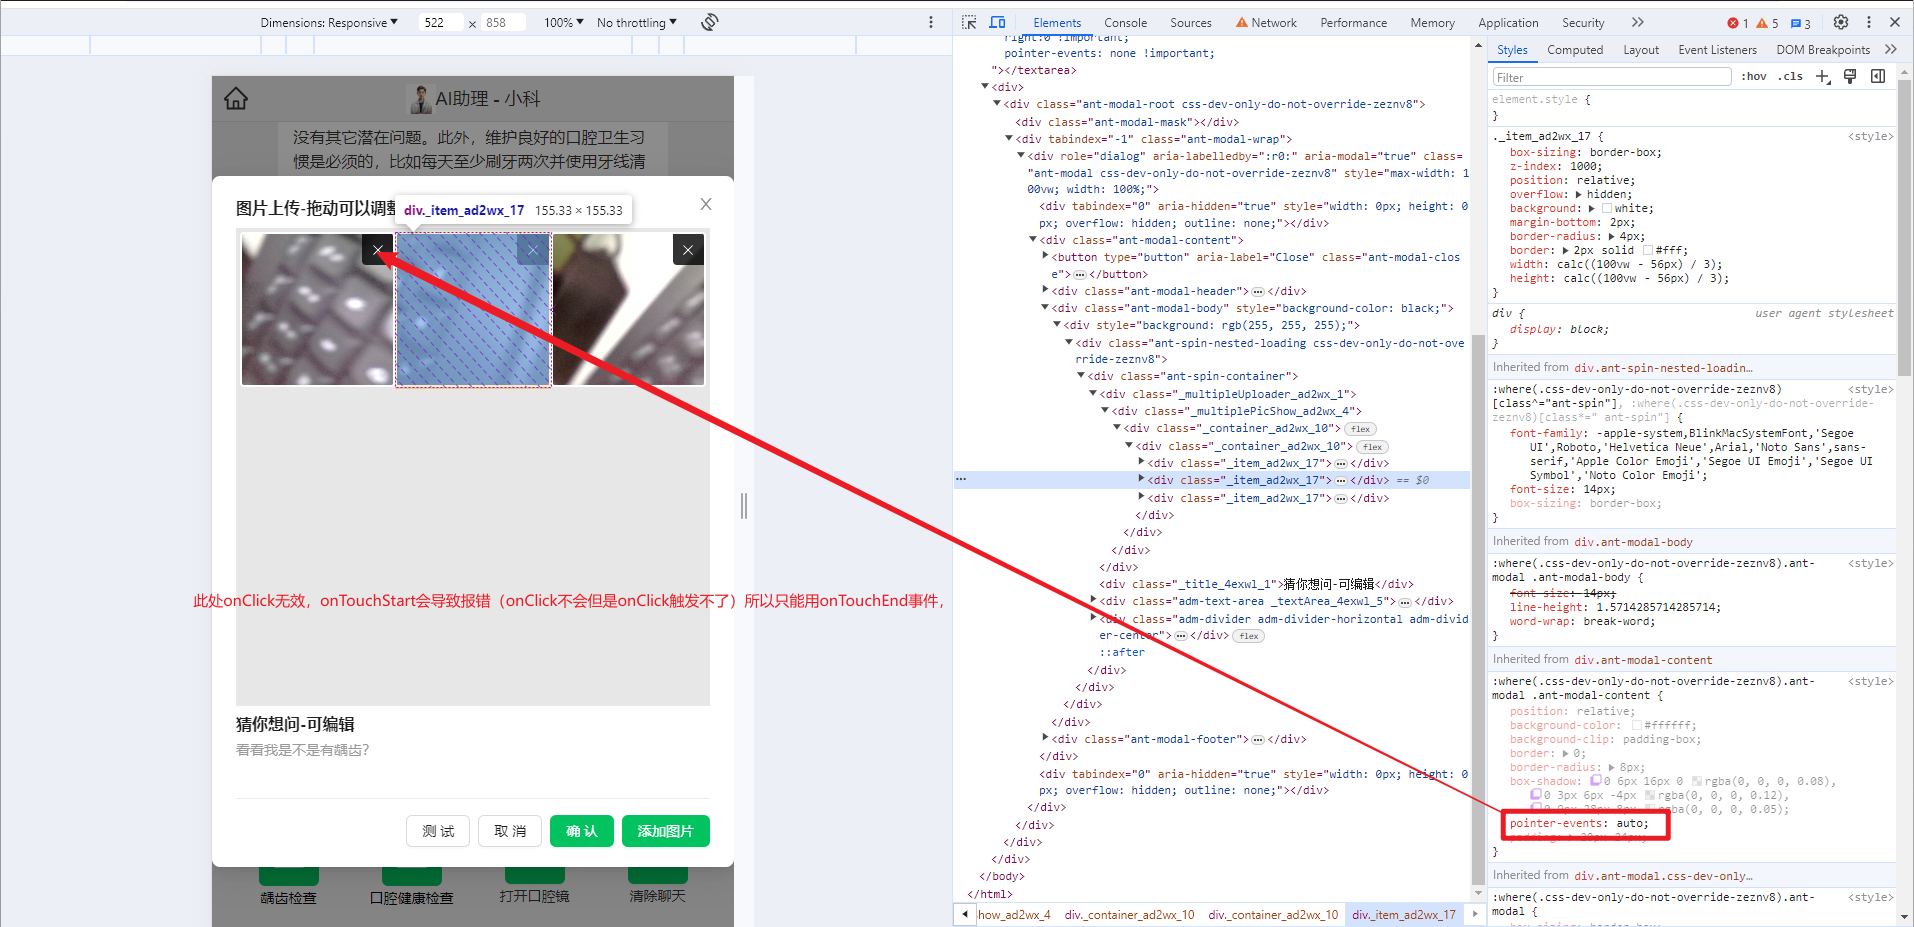 Dimensions: Responsive
522
×
858
100%
No throttling
Elements
Console
Sources
Network
Performance
Memory
Application
Security
1
5
3
AI助理 - 小科
没有其它潜在问题。此外，维护良好的口腔卫生习
惯是必须的，比如每天至少刷牙两次并使用牙线清
图片上传-拖动可以调整
div._item_ad2wx_17 155.33 × 155.33
此处onClick无效，onTouchStart会导致报错（onClick不会但是onClick触发不了）所以只能用onTouchEnd事件，
猜你想问-可编辑
看看我是不是有龋齿?
测 试
取 消
确 认
添加图片
龋齿检查
口腔健康检查
打开口腔镜
清除聊天
right:0 !important;
pointer-events: none !important;
"></textarea>
<div>
<div class="ant-modal-root css-dev-only-do-not-override-zeznv8">
<div class="ant-modal-mask"></div>
<div tabindex="-1" class="ant-modal-wrap">
<div role="dialog" aria-labelledby=":r0:" aria-modal="true" class=
"ant-modal css-dev-only-do-not-override-zeznv8" style="max-width: 1
00vw; width: 100%;">
<div tabindex="0" aria-hidden="true" style="width: 0px; height: 0
px; overflow: hidden; outline: none;"></div>
<div class="ant-modal-content">
<button type="button" aria-label="Close" class="ant-modal-clos
e">…</button>
<div class="ant-modal-header">…</div>
<div class="ant-modal-body" style="background-color: black;">
<div style="background: rgb(255, 255, 255);">
<div class="ant-spin-nested-loading css-dev-only-do-not-ove
rride-zeznv8">
<div class="ant-spin-container">
<div class="_multipleUploader_ad2wx_1">
<div class="_multiplePicShow_ad2wx_4">
<div class="_container_ad2wx_10"> flex
<div class="_container_ad2wx_10"> flex
<div class="_item_ad2wx_17">…</div>
… <div class="_item_ad2wx_17">…</div> == $0
<div class="_item_ad2wx_17">…</div>
</div>
</div>
</div>
</div>
<div class="_title_4exwl_1">猜你想问-可编辑</div>
<div class="adm-text-area _textArea_4exwl_5">…</div>
<div class="adm-divider adm-divider-horizontal adm-divid
er-center">…</div> flex
::after
</div>
</div>
</div>
</div>
<div class="ant-modal-footer">…</div>
</div>
<div tabindex="0" aria-hidden="true" style="width: 0px; height: 0
px; overflow: hidden; outline: none;"></div>
</div>
</div>
</div>
</div>
</body>
</html>
how_ad2wx_4
div._container_ad2wx_10
div._container_ad2wx_10
div._item_ad2wx_17
Styles
Computed
Layout
Event Listeners
DOM Breakpoints
Filter
:hov
.cls
element.style {
}
._item_ad2wx_17 { <style>
box-sizing: border-box;
z-index: 1000;
position: relative;
overflow: hidden;
background: white;
margin-bottom: 2px;
border-radius: 4px;
border: 2px solid #fff;
width: calc((100vw - 56px) / 3);
height: calc((100vw - 56px) / 3);
}
div { user agent stylesheet
display: block;
}
Inherited from div.ant-spin-nested-loadin…
:where(.css-dev-only-do-not-override-zeznv8) <style>
[class^="ant-spin"], :where(.css-dev-only-do-not-override-
zeznv8)[class*=" ant-spin"] {
font-family: -apple-system,BlinkMacSystemFont,'Segoe
UI',Roboto,'Helvetica Neue',Arial,'Noto Sans',sans-
serif,'Apple Color Emoji','Segoe UI Emoji','Segoe UI
Symbol','Noto Color Emoji';
font-size: 14px;
box-sizing: border-box;
}
Inherited from div.ant-modal-body
:where(.css-dev-only-do-not-override-zeznv8).ant- <style>
modal .ant-modal-body {
font-size: 14px;
line-height: 1.5714285714285714;
word-wrap: break-word;
}
Inherited from div.ant-modal-content
:where(.css-dev-only-do-not-override-zeznv8).ant- <style>
modal .ant-modal-content {
position: relative;
background-color: #ffffff;
background-clip: padding-box;
border: 0;
border-radius: 8px;
box-shadow: 0 6px 16px 0 rgba(0, 0, 0, 0.08),
0 3px 6px -4px rgba(0, 0, 0, 0.12),
0 9px 28px 8px rgba(0, 0, 0, 0.05);
pointer-events: auto;
padding: 20px 24px;
}
Inherited from div.ant-modal.css-dev-only…
:where(.css-dev-only-do-not-override-zeznv8).ant- <style>
modal {
box-sizing: border-box;